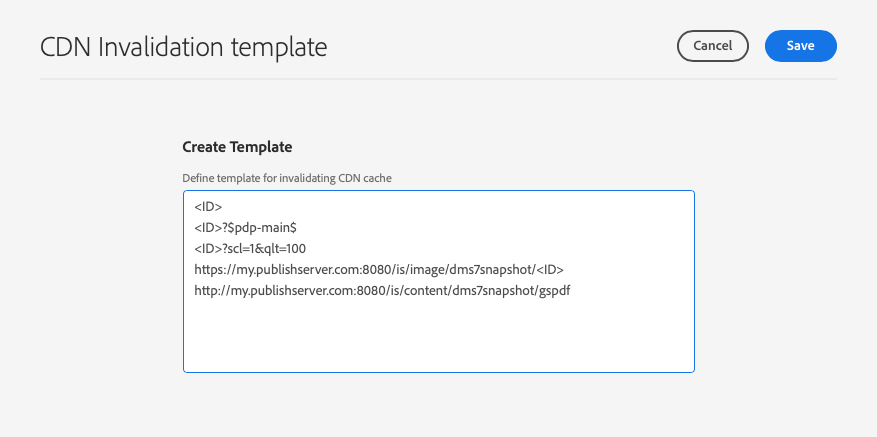 CDN Invalidation template
Cancel
Save
Create Template
Define template for invalidating CDN cache
<ID>
<ID>?$pdp-main$
<ID>?scl=1&qlt=100
https://my.publishserver.com:8080/is/image/dms7snapshot/<ID>
http://my.publishserver.com:8080/is/content/dms7snapshot/gspdf